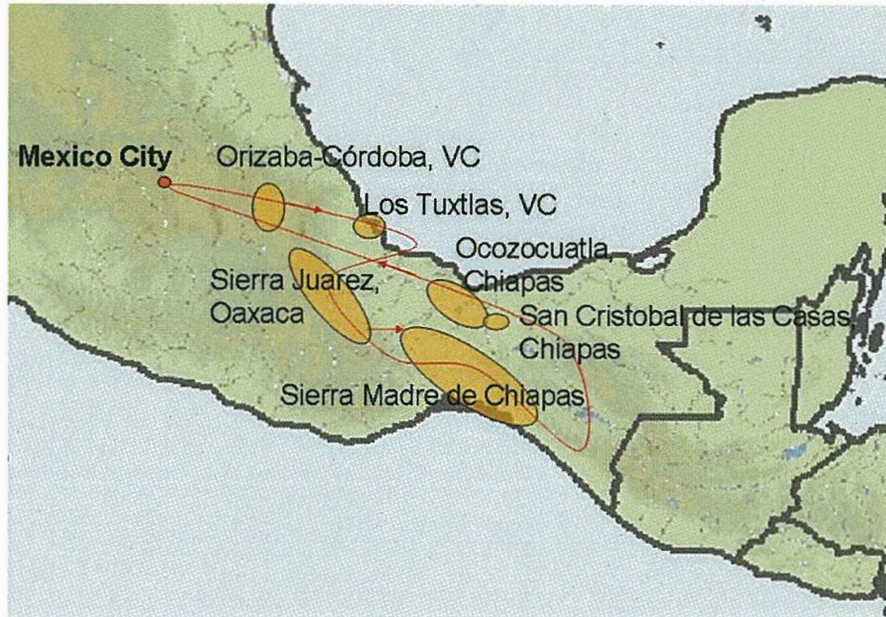 Mexico City
Orizaba-Córdoba, VC
Los Tuxtlas, VC
Ocozocuatla,
Chiapas
Sierra Juarez,
Oaxaca
San Cristobal de las Casas,
Chiapas
Sierra Madre de Chiapas